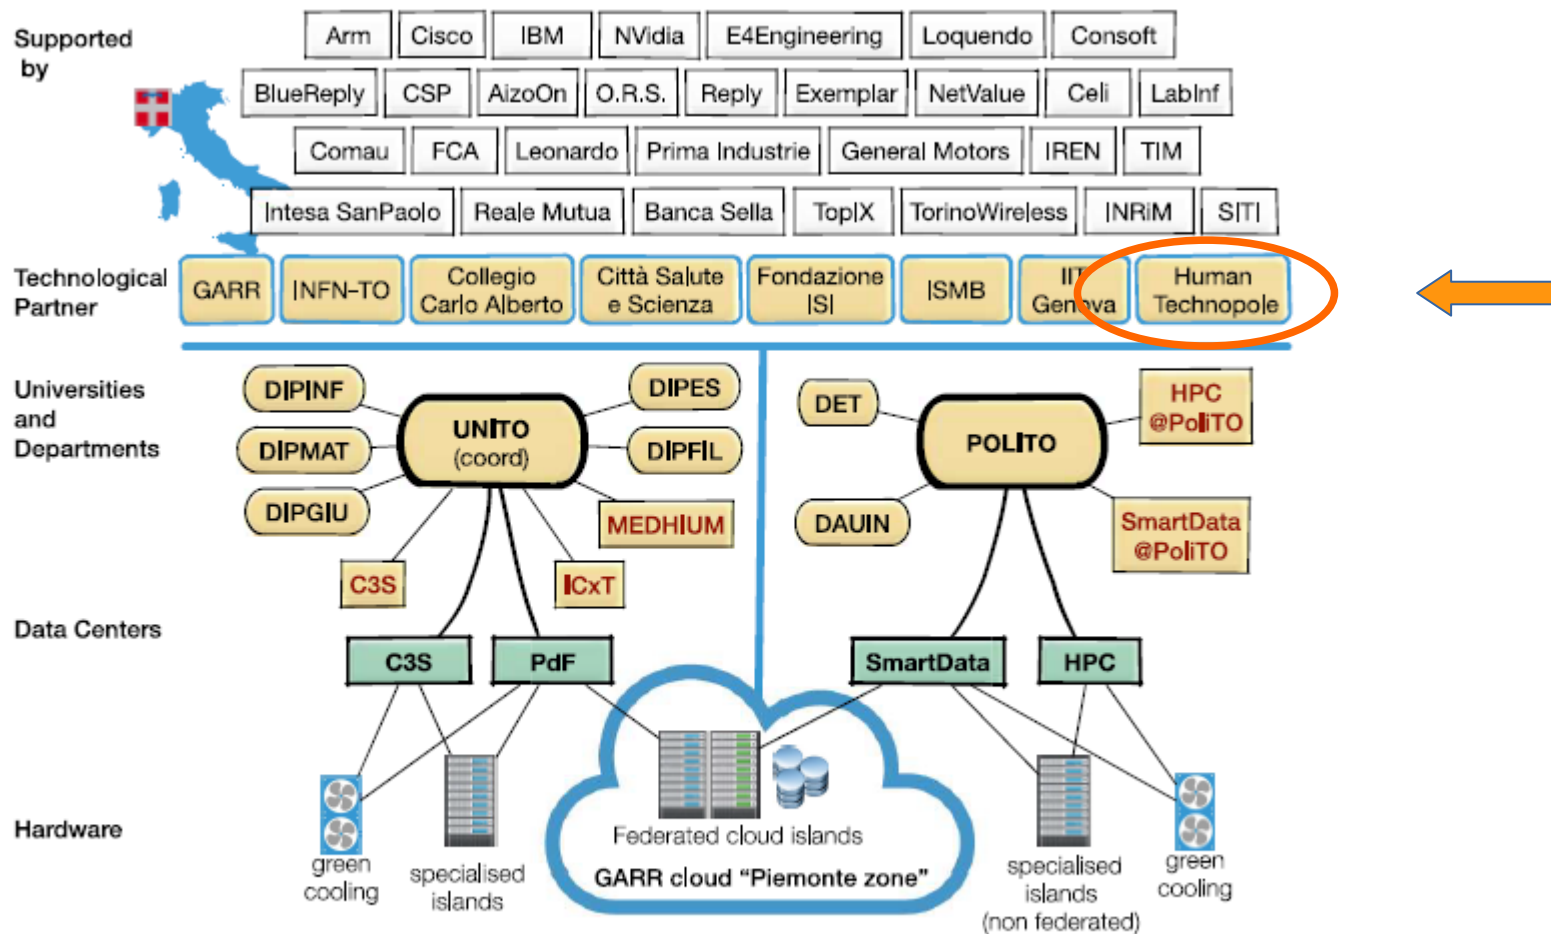 Supported
by
Arm Cisco IBM NVidia E4Engineering Loquendo Consoft
BlueReply CSP AizoOn O.R.S. Reply Exemplar NetValue Celi LabInf
Comau FCA Leonardo Prima Industrie General Motors IREN TIM
Intesa SanPaolo Reale Mutua Banca Sella TopIX TorinoWireless INRiM SITI
Technological
Partner
GARR
INFN-TO
Collegio
Carlo Alberto
Città Salute
e Scienza
Fondazione
ISI
ISMB
IIT
Genova
Human
Technopole
Universities
and
Departments
DIPINF
DIPMAT
DIPGIU
UNITO
(coord)
DIPES
DIPFIL
MEDHIUM
C3S
ICxT
DET
DAUIN
POLITO
HPC
@PoliTO
SmartData
@PoliTO
Data Centers
C3S
PdF
SmartData
HPC
Hardware
green
cooling
specialised
islands
Federated cloud islands
GARR cloud “Piemonte zone”
specialised
islands
(non federated)
green
cooling